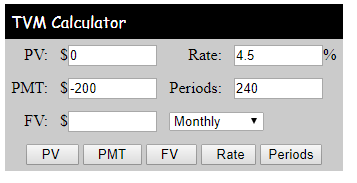 TVM Calculator
PV: $0 Rate: 4.5%
PMT: $-200 Periods: 240
FV: $ Monthly
PV PMT FV Rate Periods